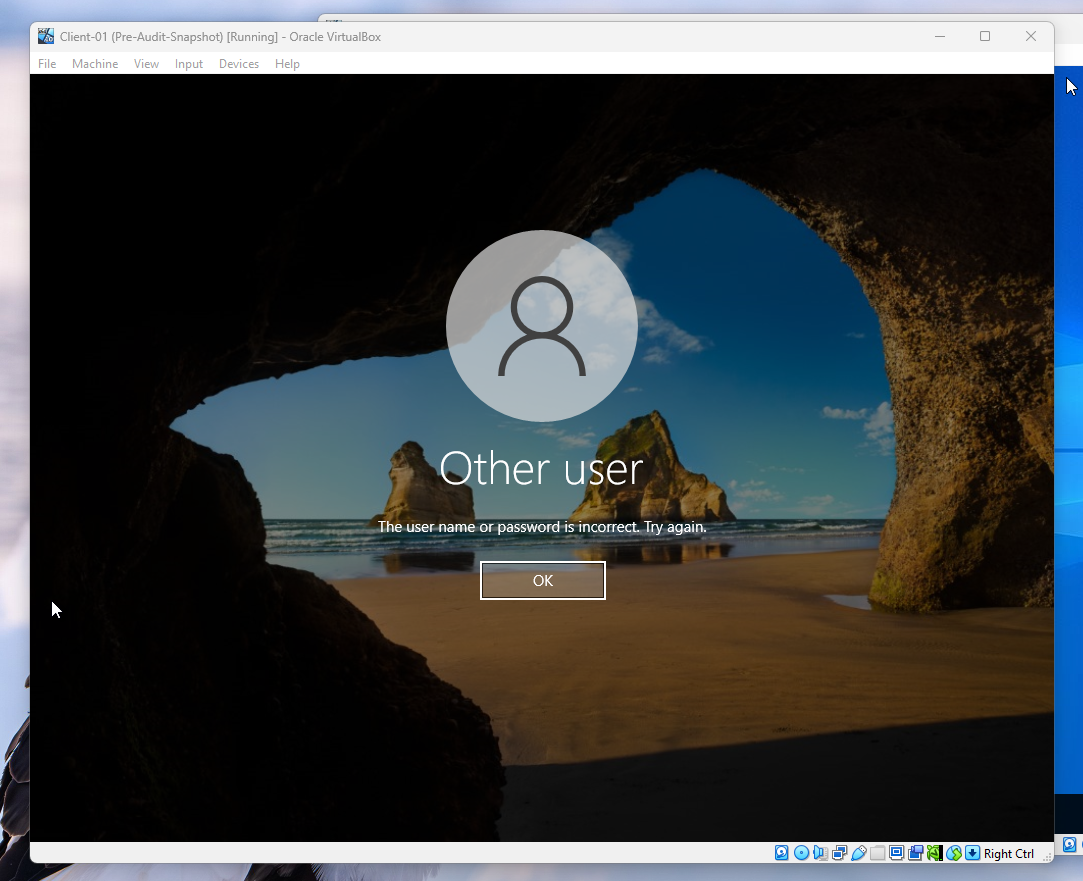 Client-01 (Pre-Audit-Snapshot) [Running] - Oracle VirtualBox
File Machine View Input Devices Help
Other user
The user name or password is incorrect. Try again.
OK
Right Ctrl